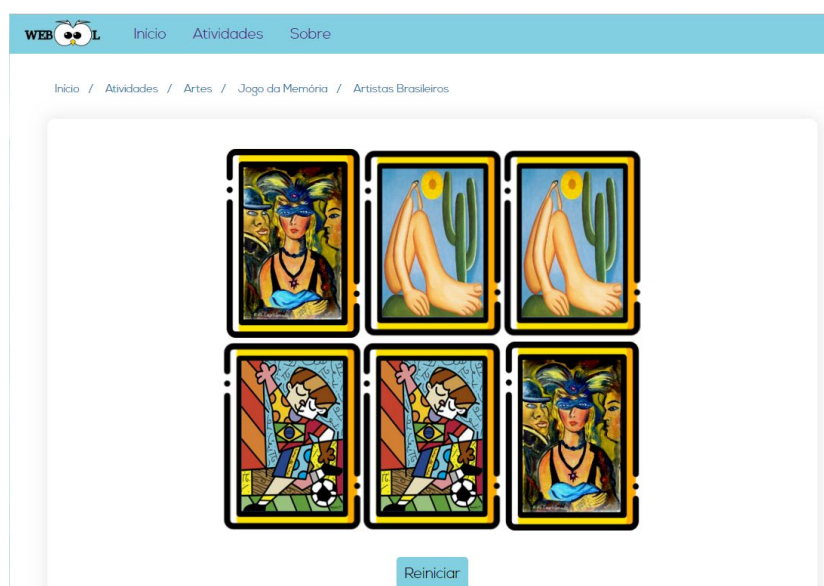 WEB L Início Atividades Sobre
Início / Atividades / Artes / Jogo da Memória / Artistas Brasileiros
Reiniciar